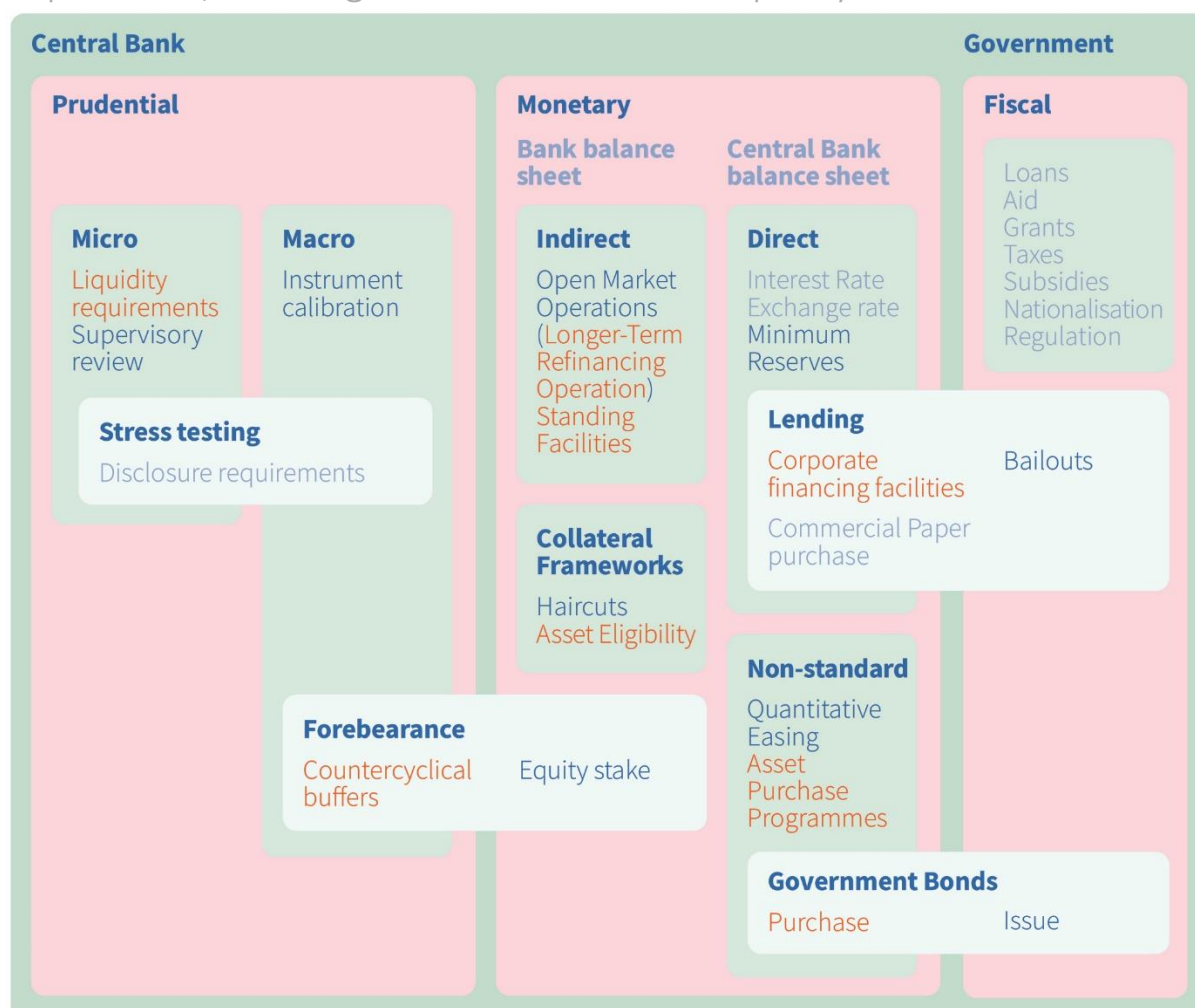 Central Bank
Government
Prudential
Monetary
Fiscal
Bank balance
sheet
Central Bank
balance sheet
Loans
Aid
Grants
Taxes
Subsidies
Nationalisation
Regulation
Micro
Liquidity
requirements
Supervisory
review
Macro
Instrument
calibration
Stress testing
Disclosure requirements
Indirect
Open Market
Operations
(Longer-Term
Refinancing
Operation)
Standing
Facilities
Direct
Interest Rate
Exchange rate
Minimum
Reserves
Lending
Corporate
financing facilities
Bailouts
Commercial Paper
purchase
Collateral
Frameworks
Haircuts
Asset Eligibility
Forebearance
Countercyclical
buffers
Equity stake
Non-standard
Quantitative
Easing
Asset
Purchase
Programmes
Government Bonds
Purchase
Issue